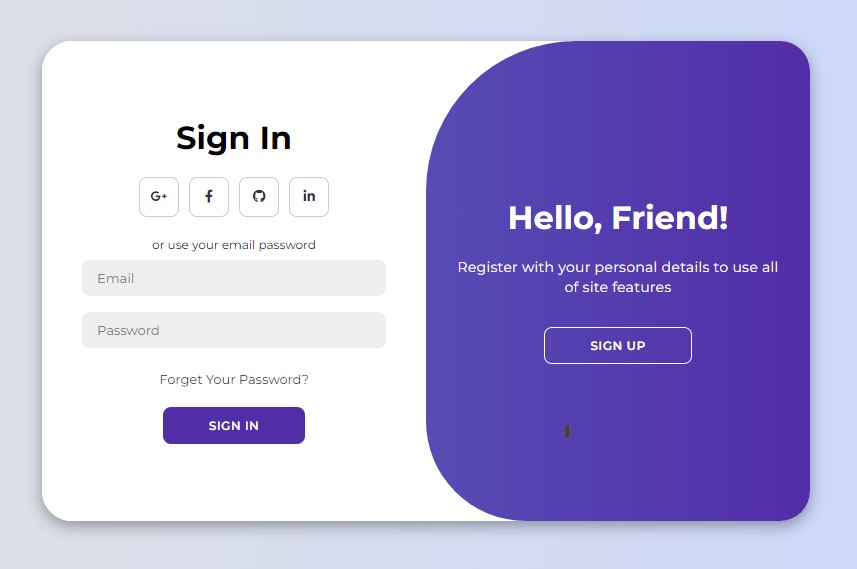 Sign In
G+
f
in
or use your email password
Email
Password
Forget Your Password?
SIGN IN
Hello, Friend!
Register with your personal details to use all
of site features
SIGN UP